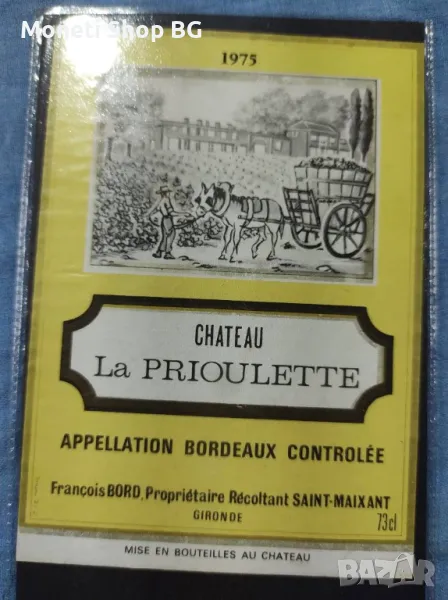 Moneti Shop BG
1975
CHATEAU
La PRIOULETTE
APPELLATION BORDEAUX CONTROLÉE
François BORD, Propriétaire Récoltant SAINT-MAIXANT
GIRONDE
73cl
MISE EN BOUTEILLES AU CHATEAU
BAZAR